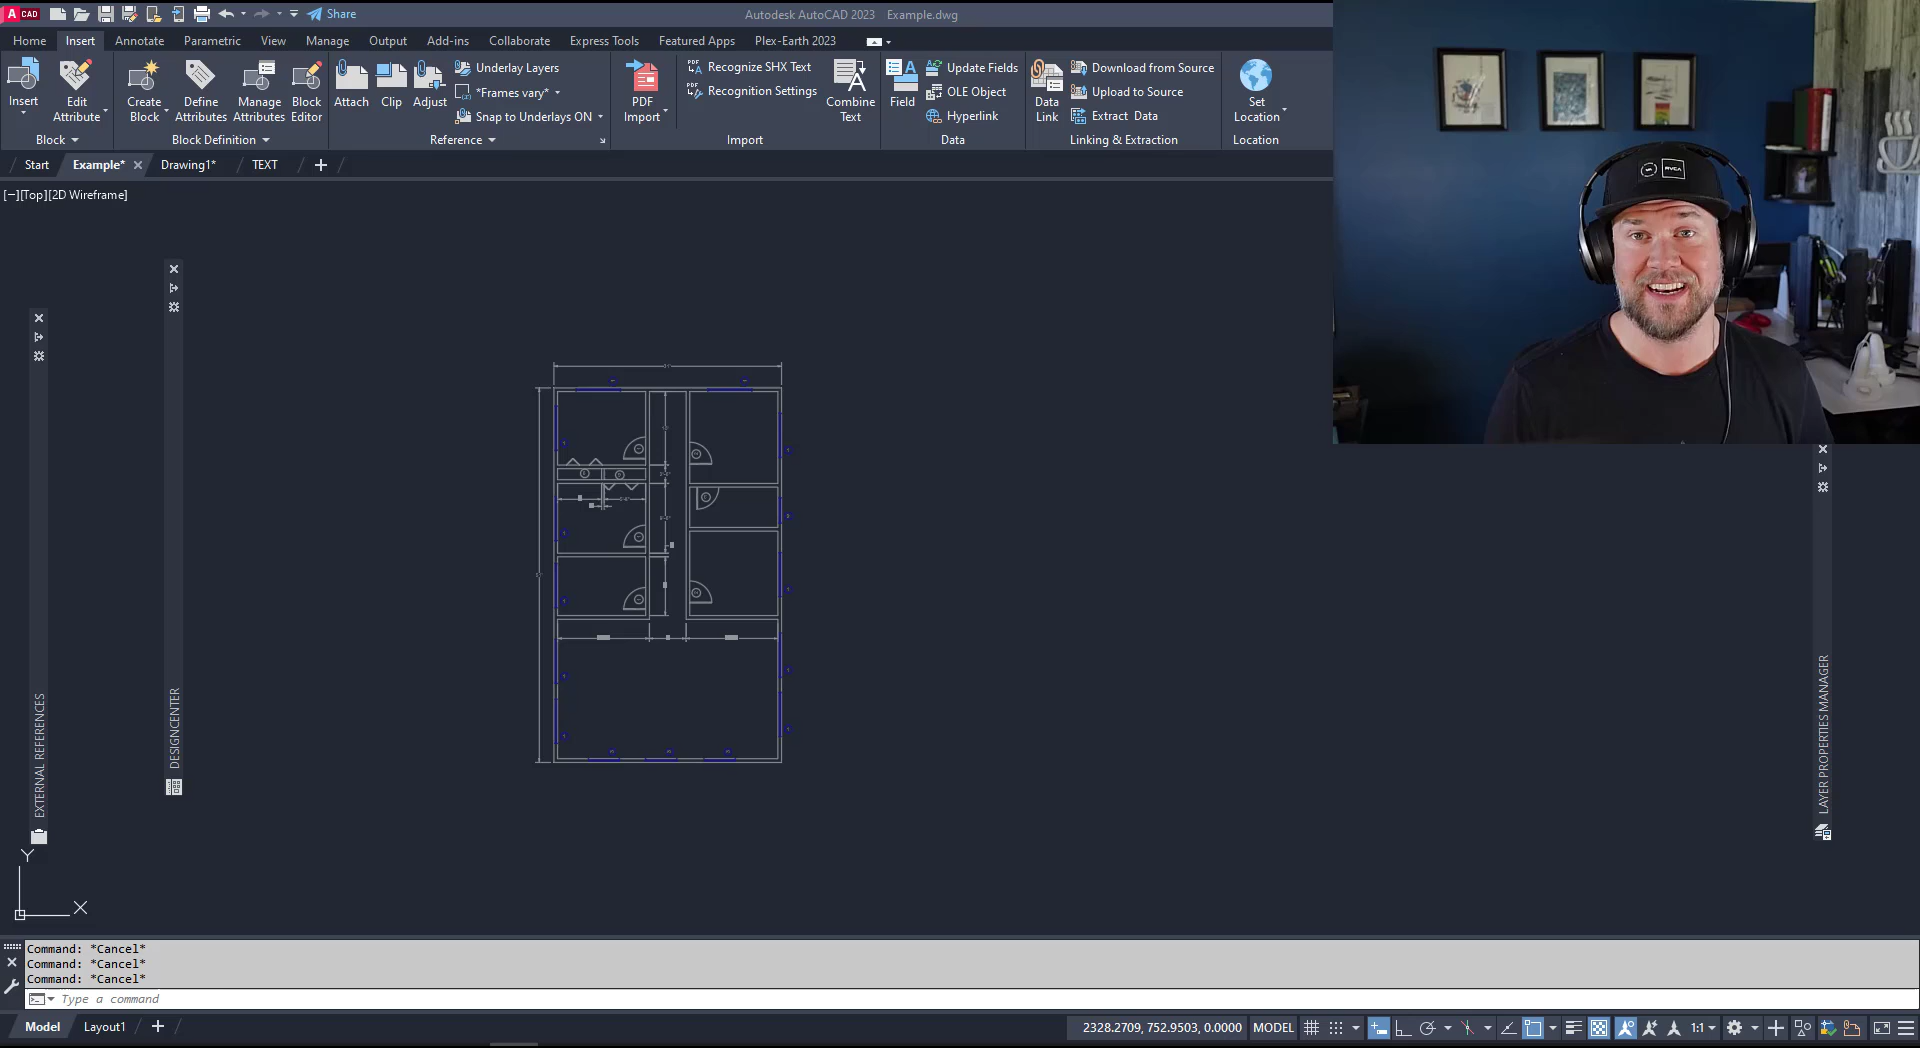 CAD Share Autodesk AutoCAD 2023 Example.dwg
Home Insert Annotate Parametric View Manage Output Add-ins Collaborate Express Tools Featured Apps Plex-Earth 2023
Insert
Edit
Attribute
Block
Create
Block
Define
Attributes
Manage
Attributes
Block
Editor
Block Definition
Attach
Clip
Adjust
Underlay Layers
*Frames vary*
Snap to Underlays ON
Reference
PDF
Import
Recognize SHX Text
Recognition Settings
Combine
Text
Import
Field
Update Fields
OLE Object
Hyperlink
Data
Data
Link
Download from Source
Upload to Source
Extract Data
Linking & Extraction
Set
Location
Location
Start Example* Drawing1* TEXT
[−][Top][2D Wireframe]
RVCA
EXTERNAL REFERENCES
DESIGNCENTER
LAYER PROPERTIES MANAGER
Y
X
Command: *Cancel*
Command: *Cancel*
Command: *Cancel*
Type a command
Model Layout1
2328.2709, 752.9503, 0.0000 MODEL 1:1